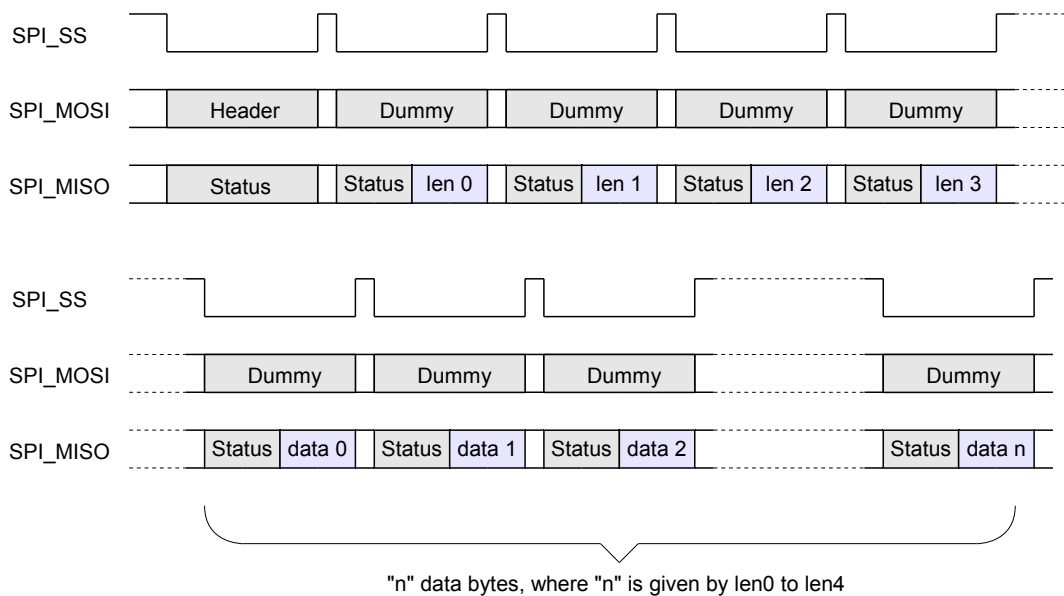 SPI_SS
SPI_MOSI Header Dummy Dummy Dummy Dummy
SPI_MISO Status Status len 0 Status len 1 Status len 2 Status len 3
SPI_SS
SPI_MOSI Dummy Dummy Dummy Dummy
SPI_MISO Status data 0 Status data 1 Status data 2 Status data n
"n" data bytes, where "n" is given by len0 to len4